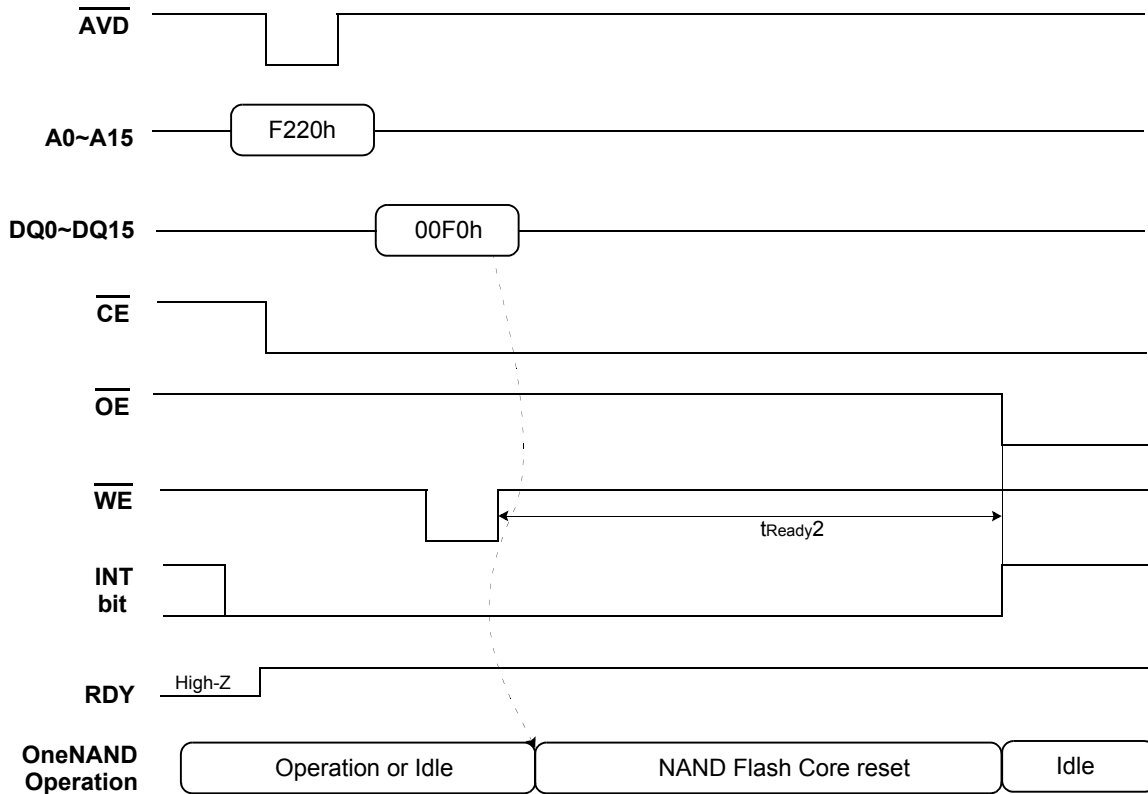 AVD
A0~A15
F220h
DQ0~DQ15
00F0h
CE
OE
WE
tReady2
INT
bit
RDY
High-Z
OneNAND
Operation
Operation or Idle
NAND Flash Core reset
Idle